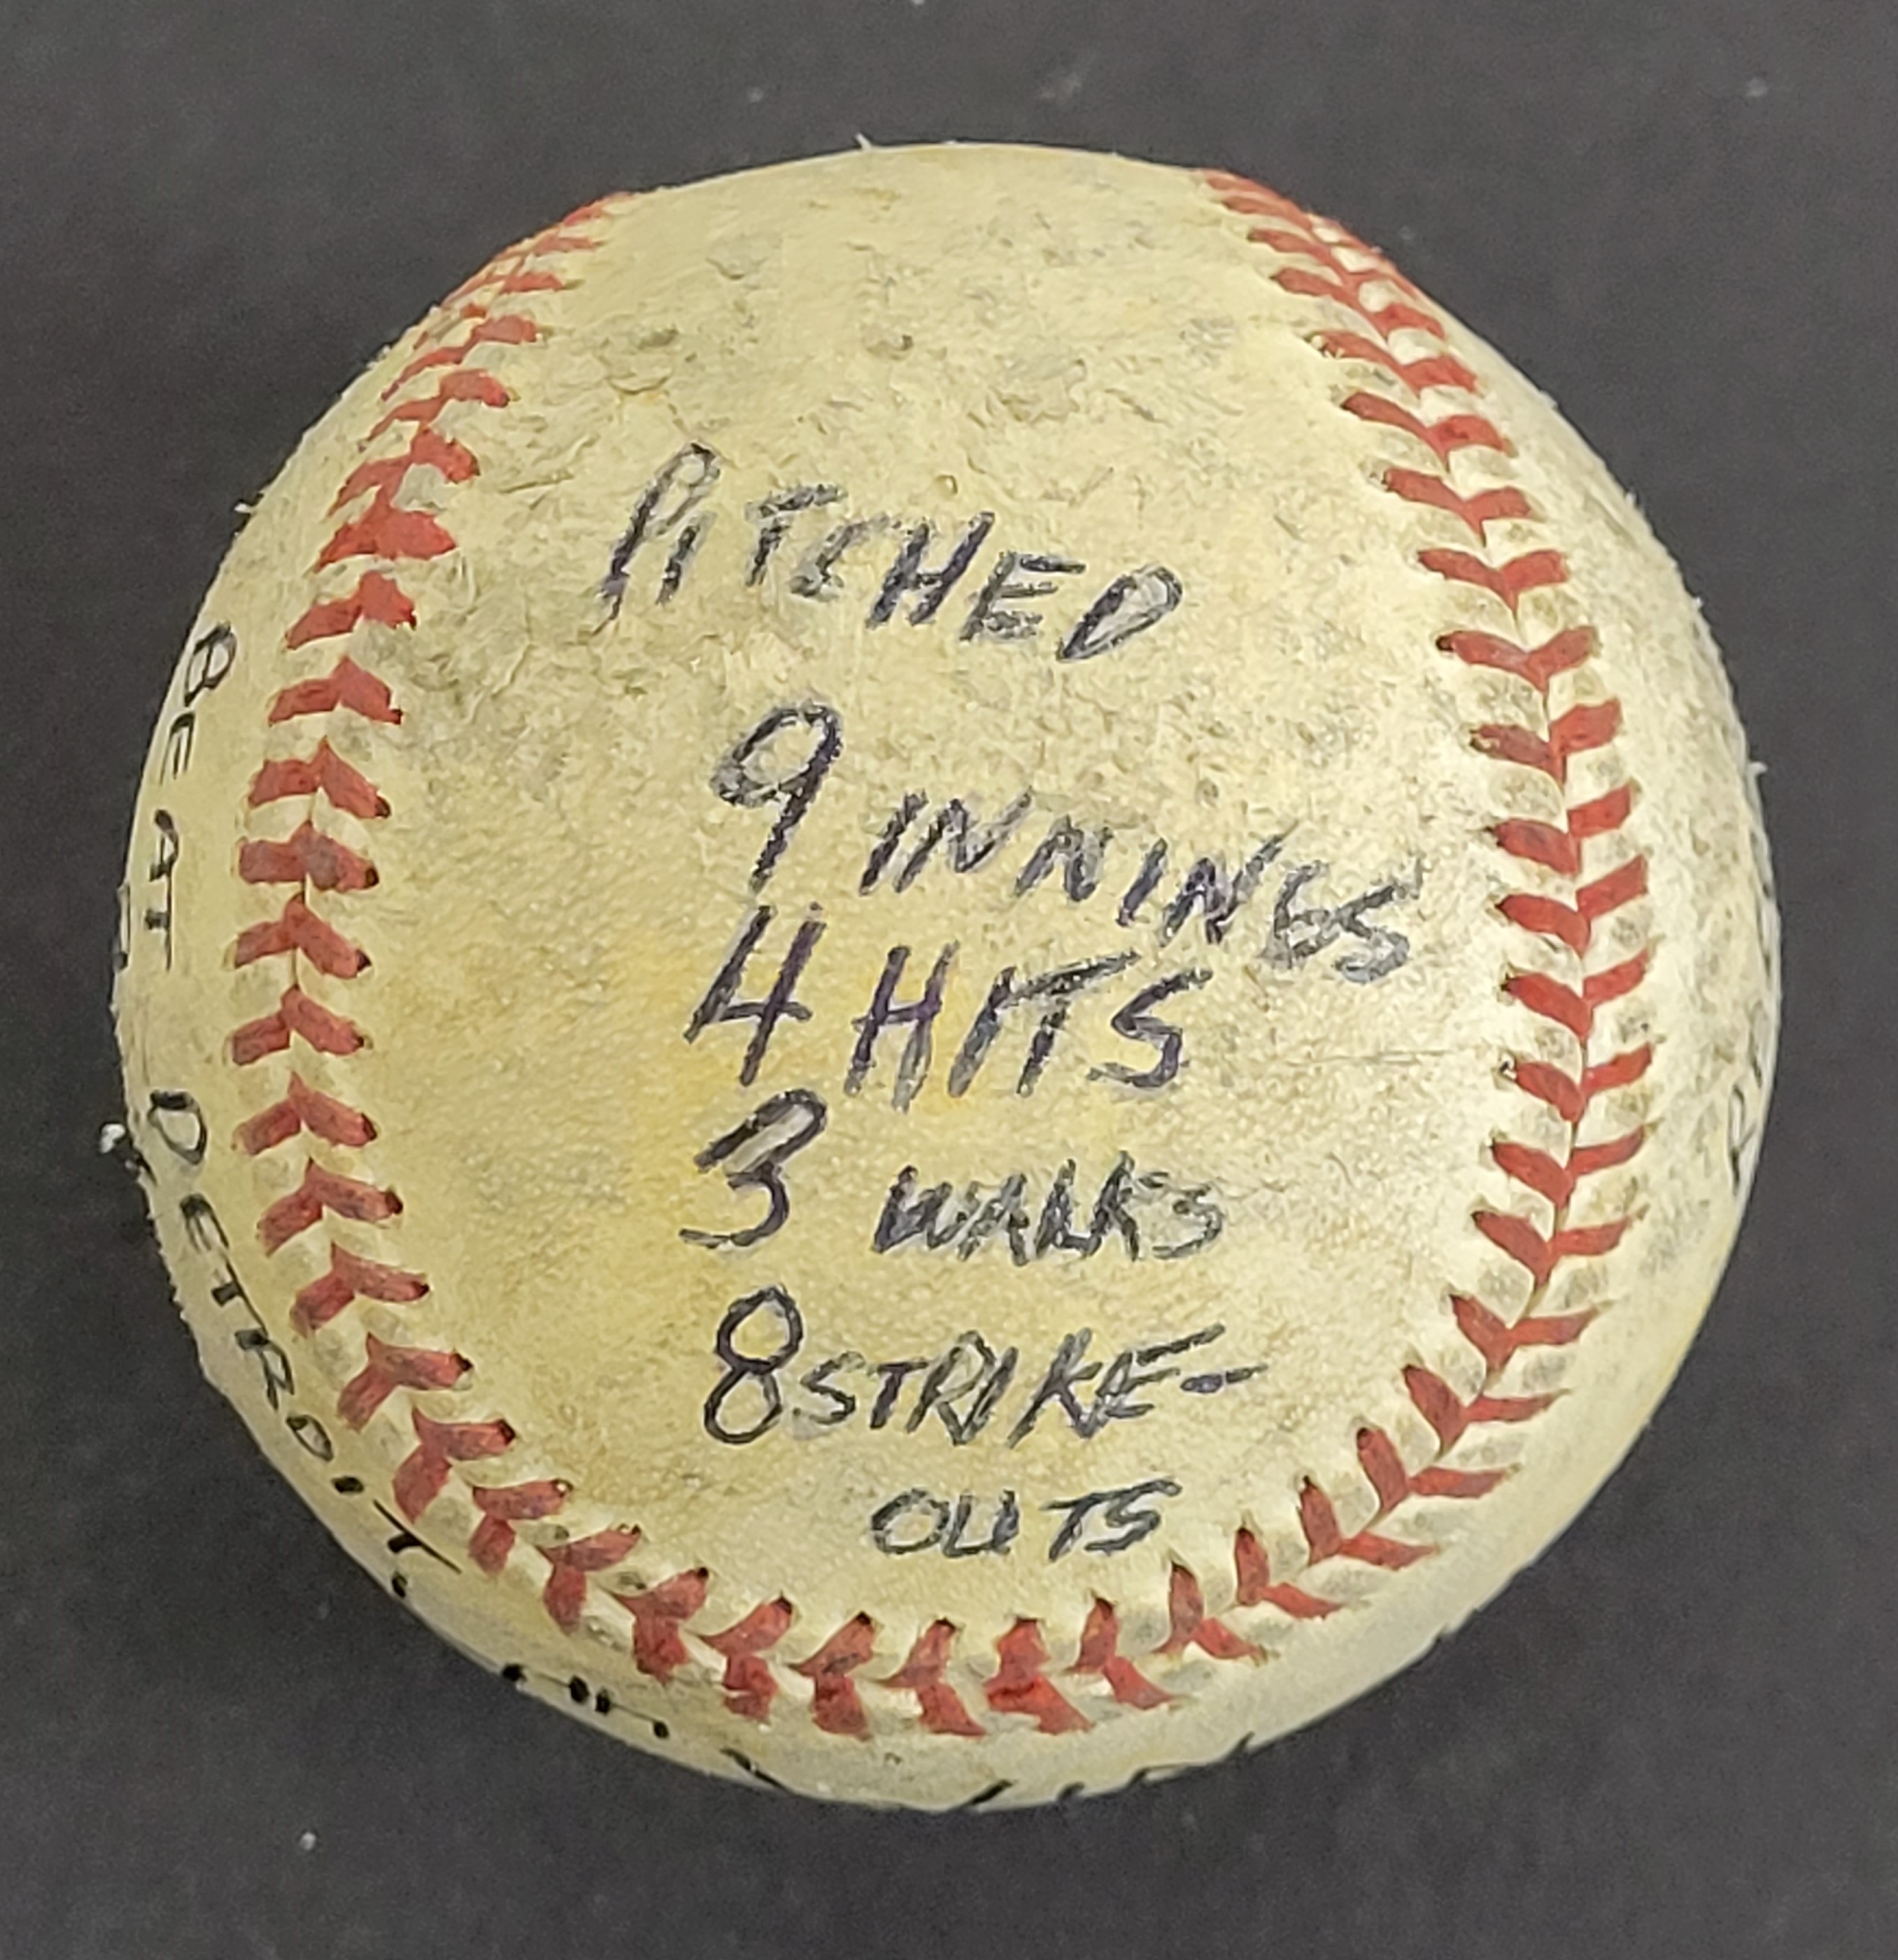 PITCHED
9 INNINGS
4 HITS
3 WALKS
8 STRIKE-
OUTS
BEAT DETROIT